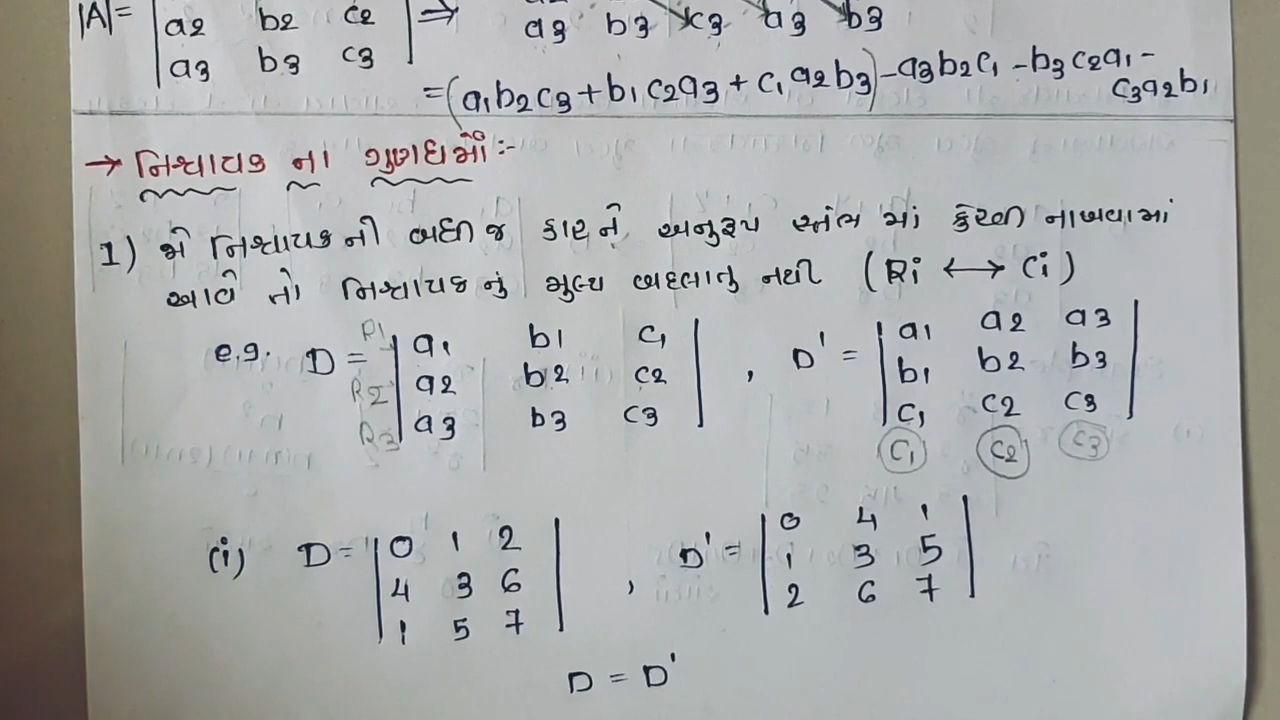 |A|= | a2 b2 c2 | ⇒ a3 b3 c3 a3 b3
a3 b3 c3
=(a₁b2c3+b₁c2a3+c₁a2b3)-a3b2c₁-b3c2a₁-
c3a2b₁
→ નિશ્ચાયક ના ગુણધર્મો:-
1) જો નિશ્ચાયકની બધી જ હારને અનુરૂપ સ્તંભ માં ફેરવી નાખવામાં
આવે તો નિશ્ચાયકનું મુલ્ય બદલાતુ નથી (Ri ⟷ Ci)
e.g. D = | a₁ b1 c₁ | , D' = | a₁ a2 a3 |
R1
R2 a2 b2 c2 b₁ b2 b3
R3 a3 b3 c3 c₁ c2 c3
C₁ C2 C3
(i) D = | 0 1 2 | , D' = | 0 4 1 |
4 3 6 1 3 5
1 5 7 2 6 7
D = D'